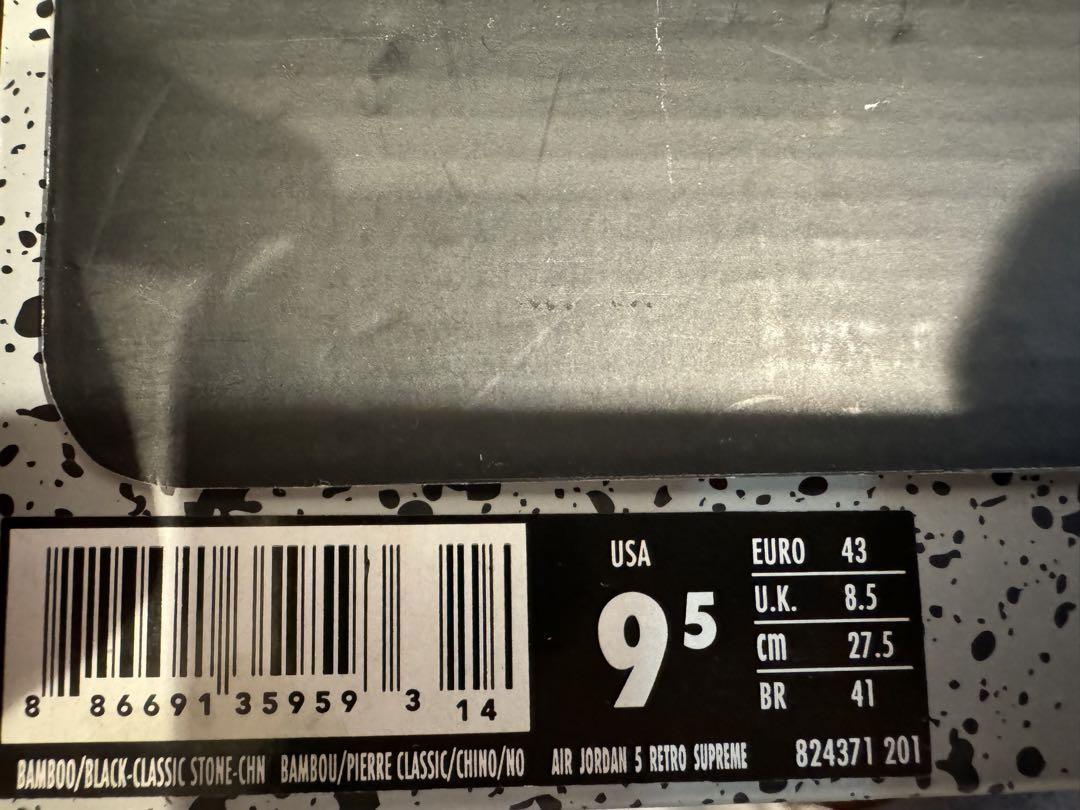 8 86691 35959 3 14
USA
9 5
EURO 43
U.K. 8.5
cm 27.5
BR 41
BAMBOO/BLACK-CLASSIC STONE-CHN BAMBOU/PIERRE CLASSIC/CHINO/NO AIR JORDAN 5 RETRO SUPREME 824371 201